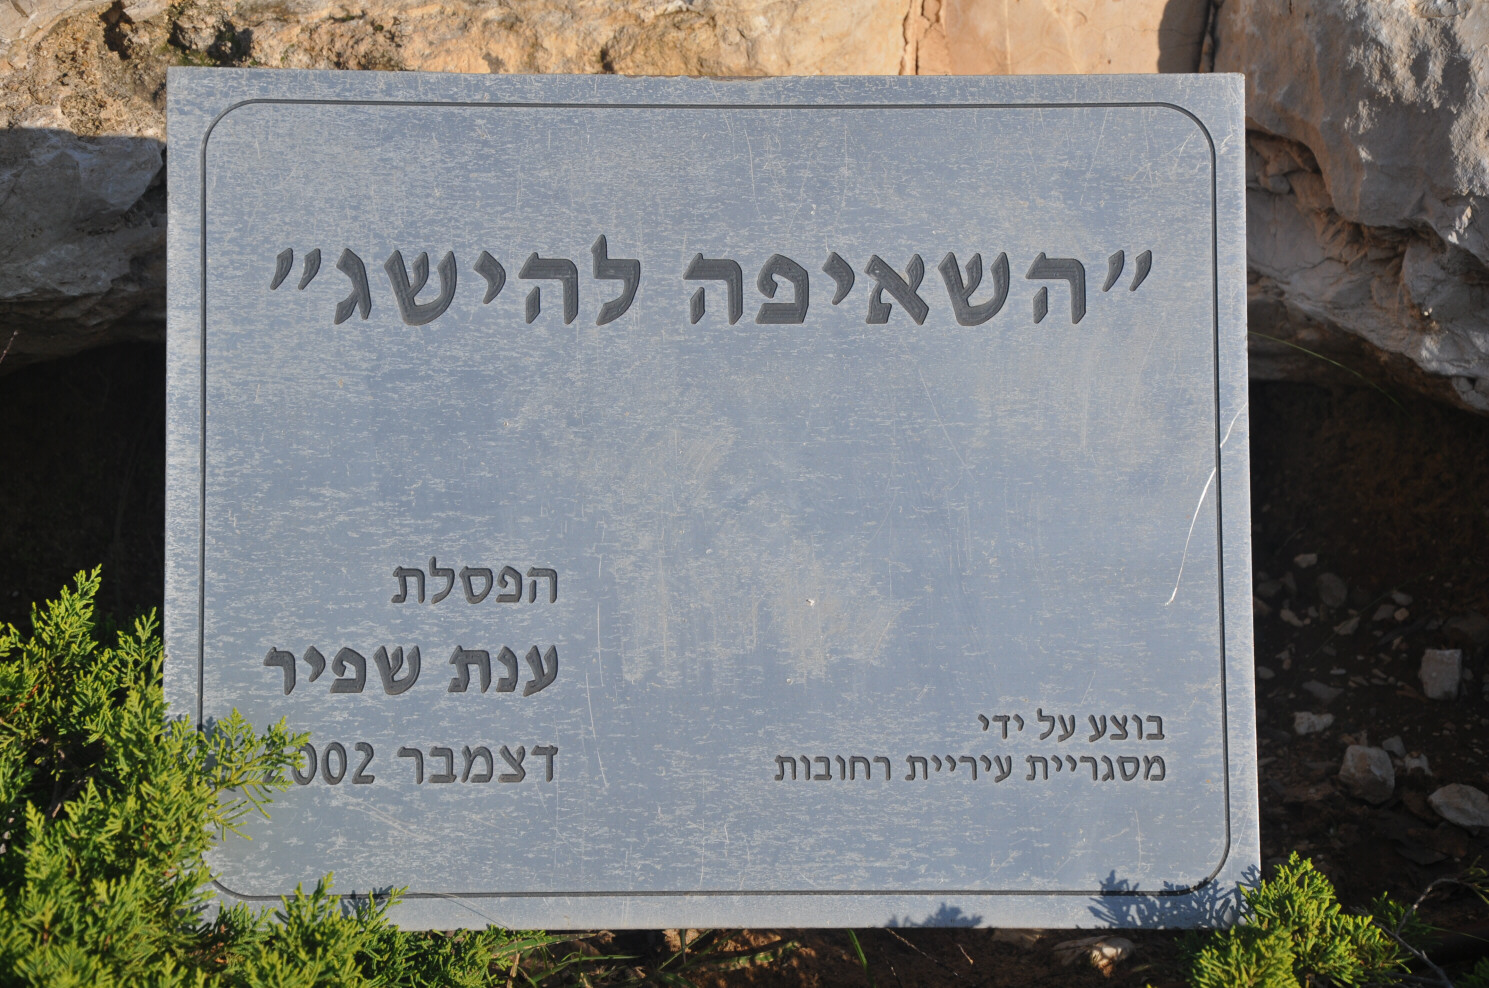 "השאיפה להישג"
הפסלת
ענת שפיר
דצמבר 2002
בוצע על ידי
מסגריית עיריית רחובות